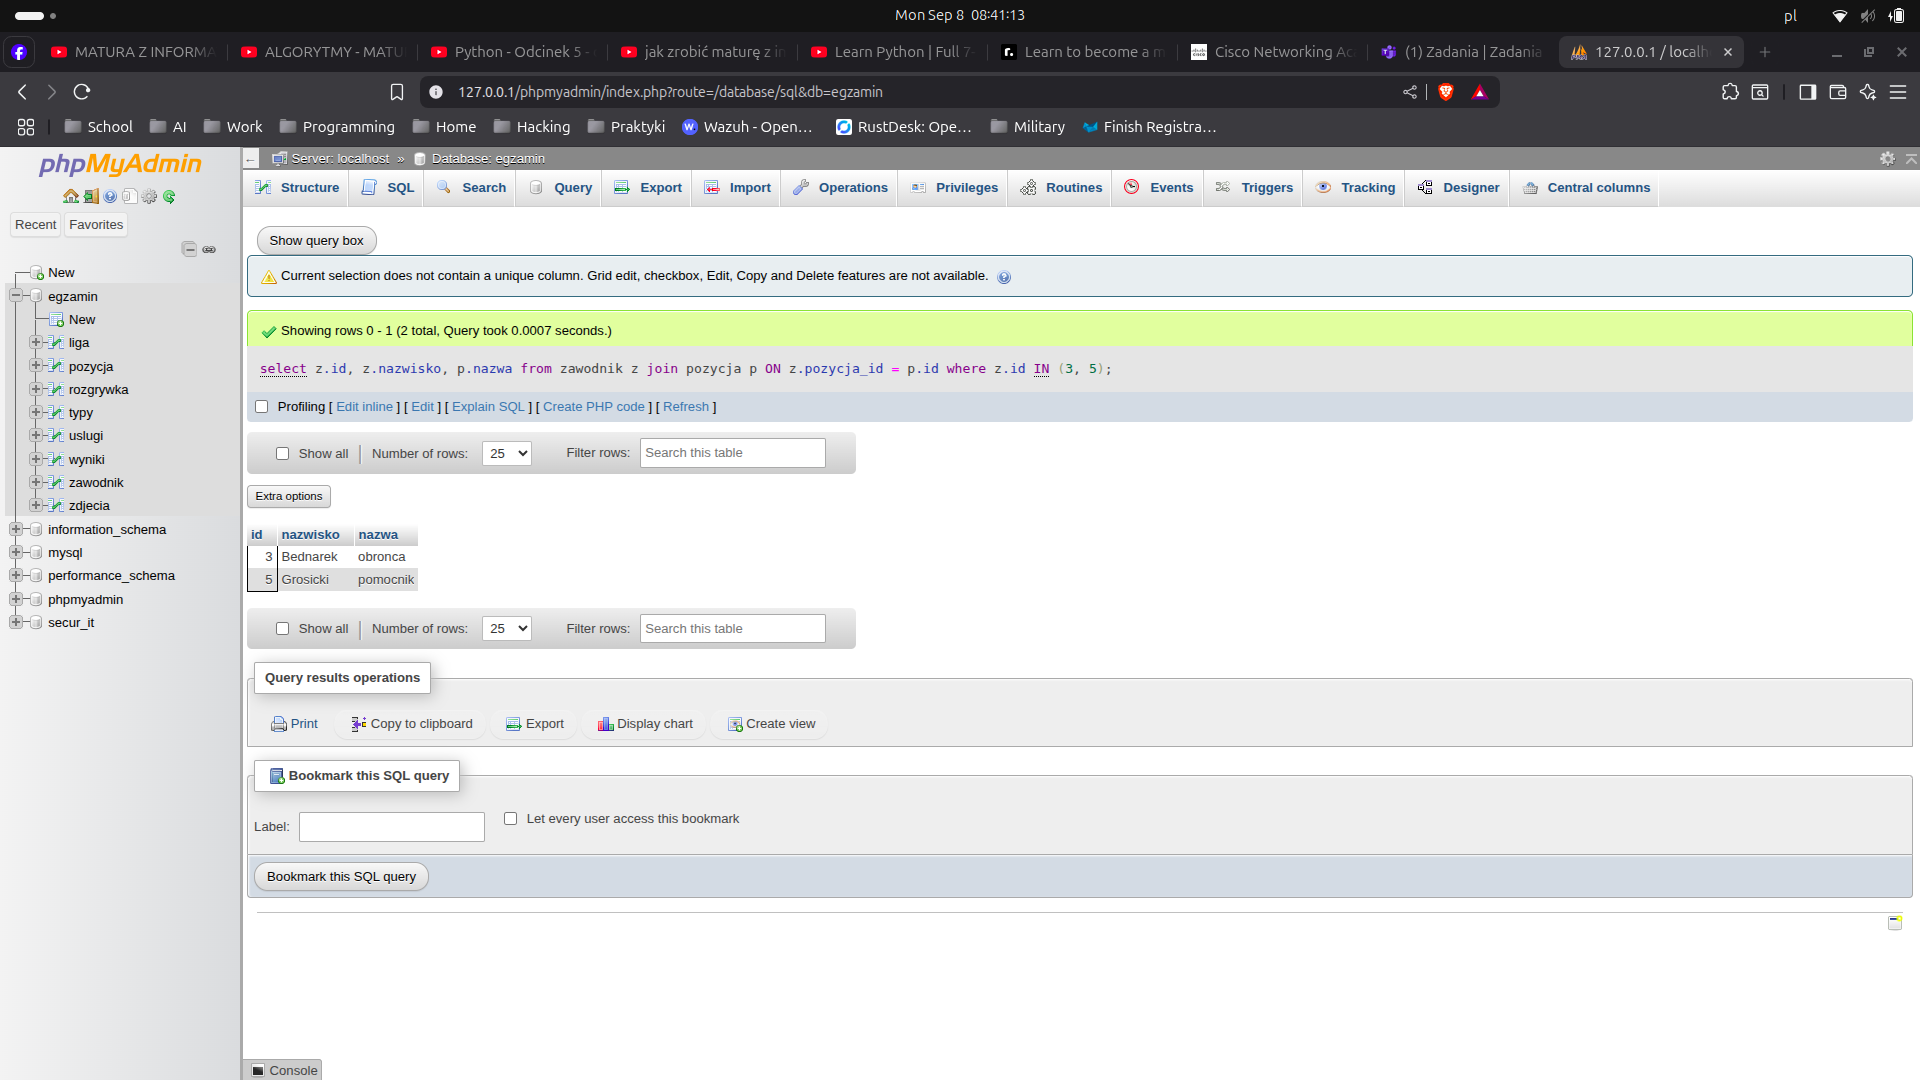 Mon Sep 8 08:41:13
pl
MATURA Z INFORMA
ALGORYTMY - MATU
Python - Odcinek 5 -
jak zrobić maturę z in
Learn Python | Full 7-
Learn to become a m
Cisco Networking Ac
(1) Zadania | Zadania
127.0.0.1 / localh
127.0.0.1/phpmyadmin/index.php?route=/database/sql&db=egzamin
School
AI
Work
Programming
Home
Hacking
Praktyki
Wazuh - Open…
RustDesk: Ope…
Military
Finish Registra…
phpMyAdmin
Recent
Favorites
New
egzamin
New
liga
pozycja
rozgrywka
typy
uslugi
wyniki
zawodnik
zdjecia
information_schema
mysql
performance_schema
phpmyadmin
secur_it
Server: localhost » Database: egzamin
Structure
SQL
Search
Query
Export
Import
Operations
Privileges
Routines
Events
Triggers
Tracking
Designer
Central columns
Show query box
Current selection does not contain a unique column. Grid edit, checkbox, Edit, Copy and Delete features are not available.
Showing rows 0 - 1 (2 total, Query took 0.0007 seconds.)
select z.id, z.nazwisko, p.nazwa from zawodnik z join pozycja p ON z.pozycja_id = p.id where z.id IN (3, 5);
Profiling [ Edit inline ] [ Edit ] [ Explain SQL ] [ Create PHP code ] [ Refresh ]
Show all | Number of rows: 25 Filter rows: Search this table
Extra options
id nazwisko nazwa
3 Bednarek obronca
5 Grosicki pomocnik
Show all | Number of rows: 25 Filter rows: Search this table
Query results operations
Print
Copy to clipboard
Export
Display chart
Create view
Bookmark this SQL query
Label:
Let every user access this bookmark
Bookmark this SQL query
Console